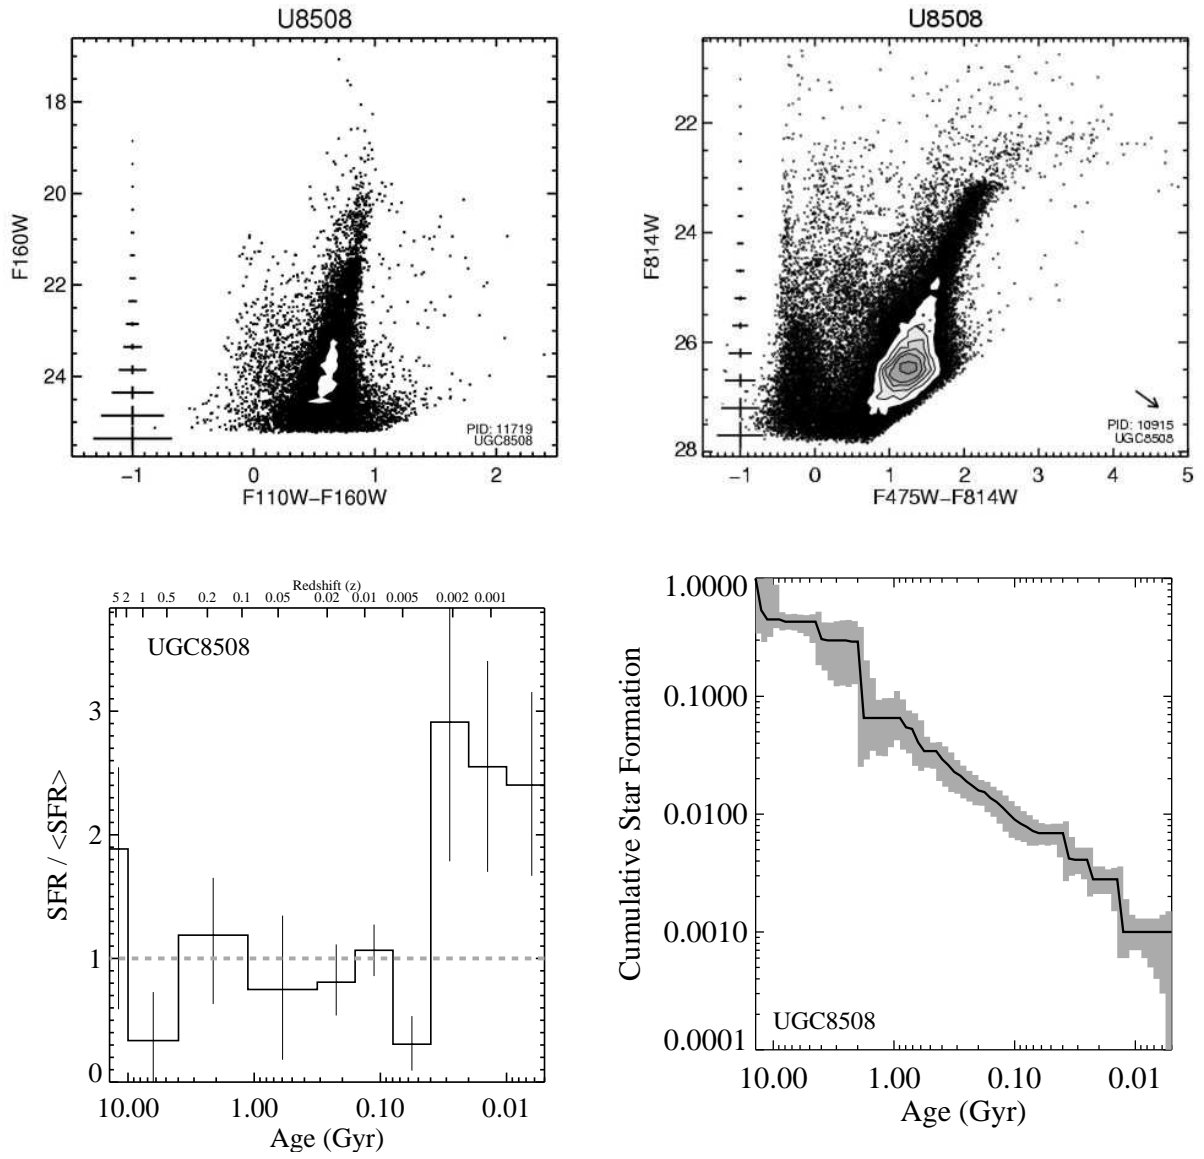 U8508
18
20
22
24
F160W
−1
0
1
2
F110W−F160W
PID: 11719
UGC8508
U8508
22
24
26
28
F814W
−1
0
1
2
3
4
5
F475W−F814W
PID: 10915
UGC8508
Redshift (z)
5 2 1 0.5 0.2 0.1 0.05 0.02 0.01 0.005 0.002 0.001
UGC8508
3
2
1
0
SFR / <SFR>
10.00 1.00 0.10 0.01
Age (Gyr)
1.0000
0.1000
0.0100
0.0010
0.0001
Cumulative Star Formation
UGC8508
10.00 1.00 0.10 0.01
Age (Gyr)